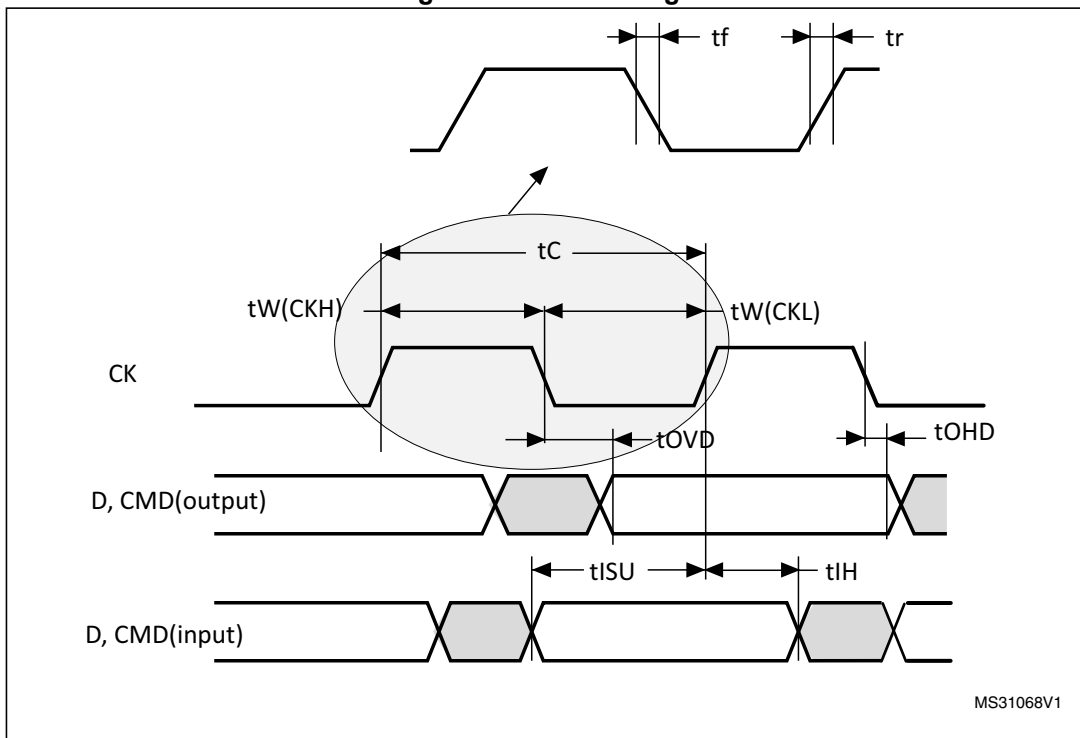 tf
tr
tC
tW(CKH)
tW(CKL)
CK
tOVD
tOHD
D, CMD(output)
tISU
tIH
D, CMD(input)
MS31068V1